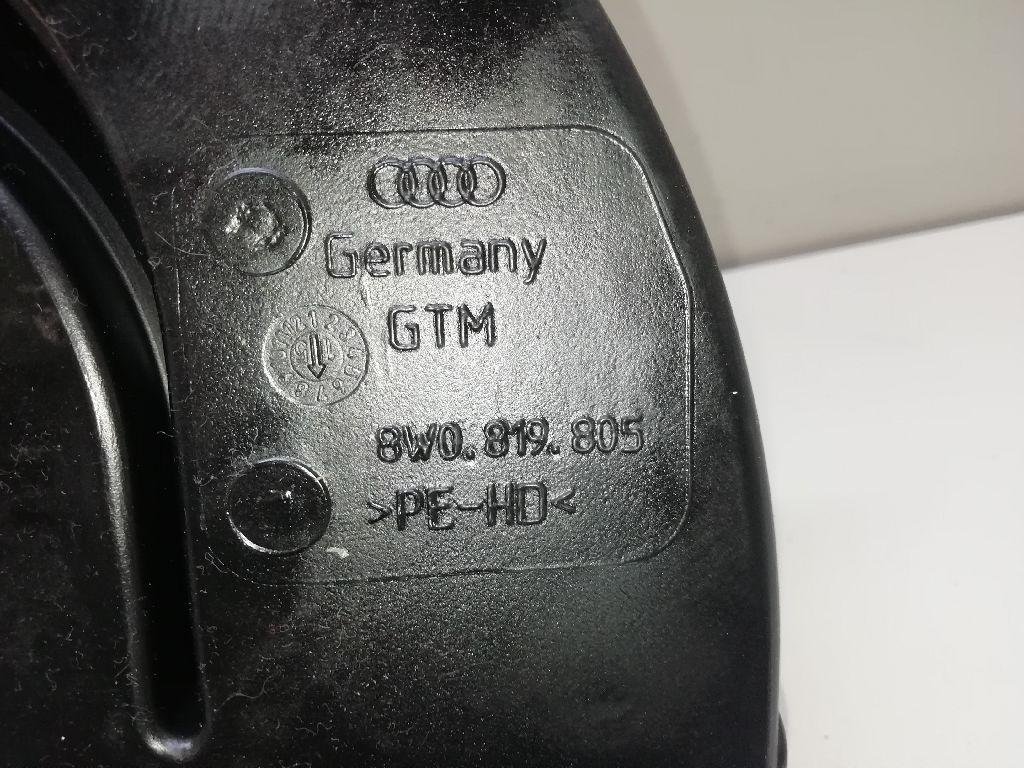 Germany
GTM
8W0.819.805
>PE-HD<